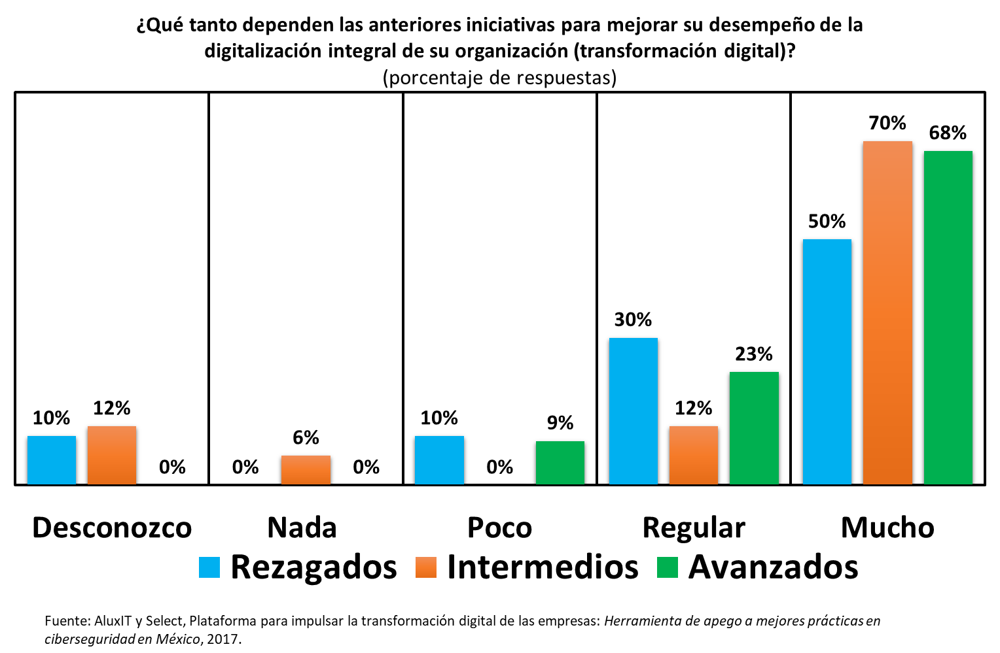 ¿Qué tanto dependen las anteriores iniciativas para mejorar su desempeño de la
digitalización integral de su organización (transformación digital)?
(porcentaje de respuestas)
10% 12% 0%
0% 6% 0%
10% 0% 9%
30% 12% 23%
50% 70% 68%
Desconozco Nada Poco Regular Mucho
Rezagados Intermedios Avanzados
Fuente: AluxIT y Select, Plataforma para impulsar la transformación digital de las empresas: Herramienta de apego a mejores prácticas en
ciberseguridad en México, 2017.